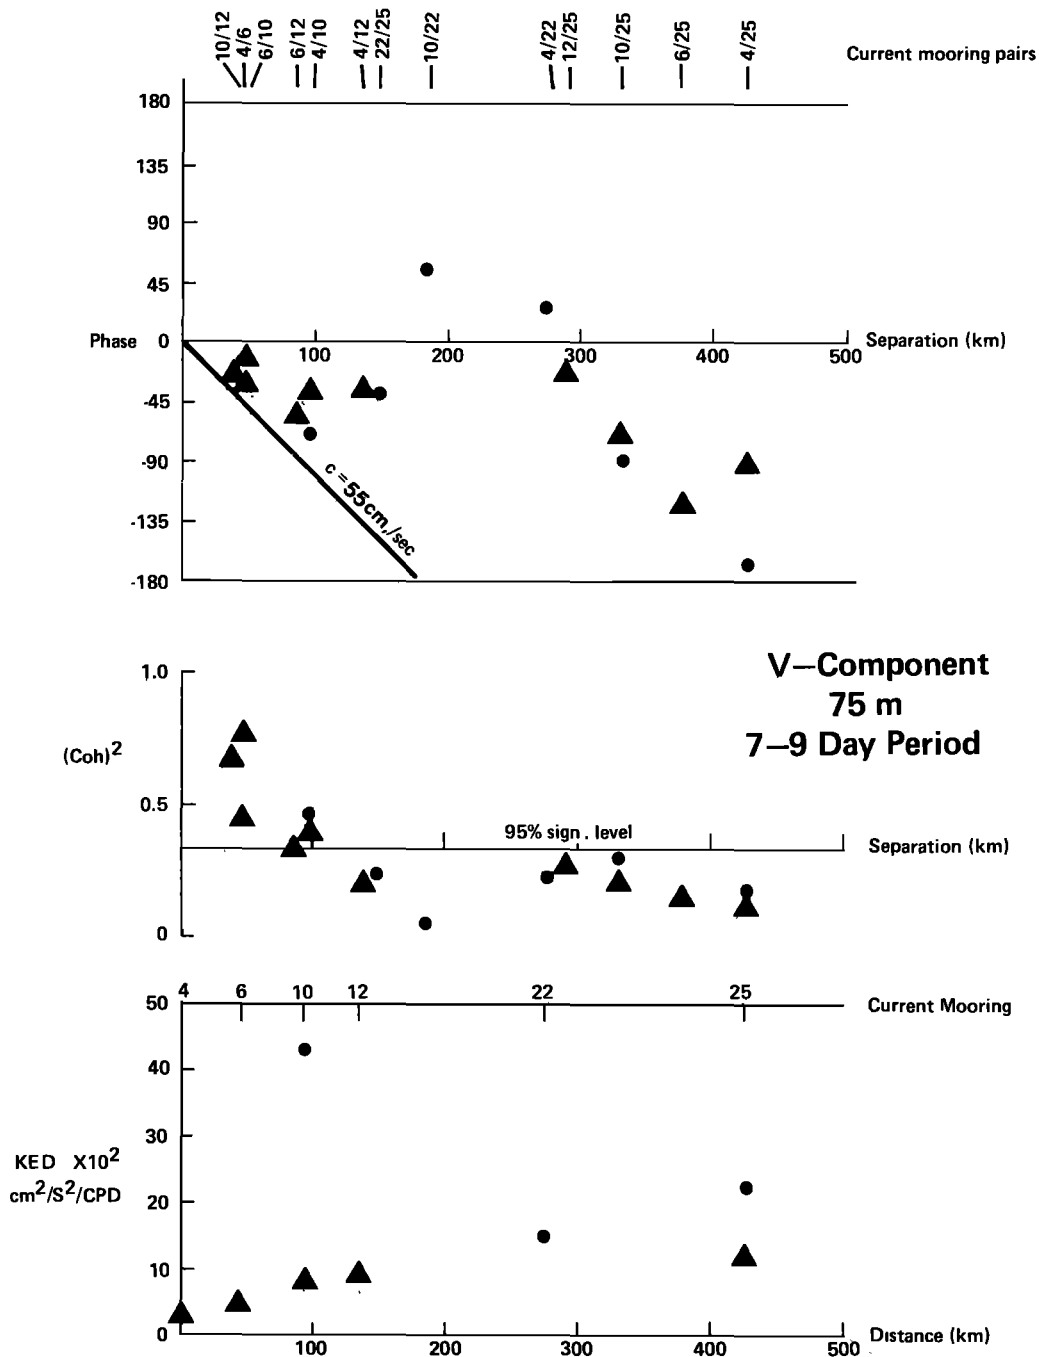 10/12 4/6 6/10 6/12 4/10 4/12 22/25 10/22 4/22 12/25 10/25 6/25 4/25
Current mooring pairs
180
135
90
45
Phase 0
100 200 300 400 500
Separation (km)
-45
-90
-135
-180
c = 55cm,/sec
1.0
V–Component
75 m
7–9 Day Period
(Coh)2
0.5
95% sign. level
Separation (km)
0
4 6 10 12 22 25
50
Current Mooring
40
30
KED X102
cm2/S2/CPD
20
10
0
100 200 300 400 500
Distance (km)